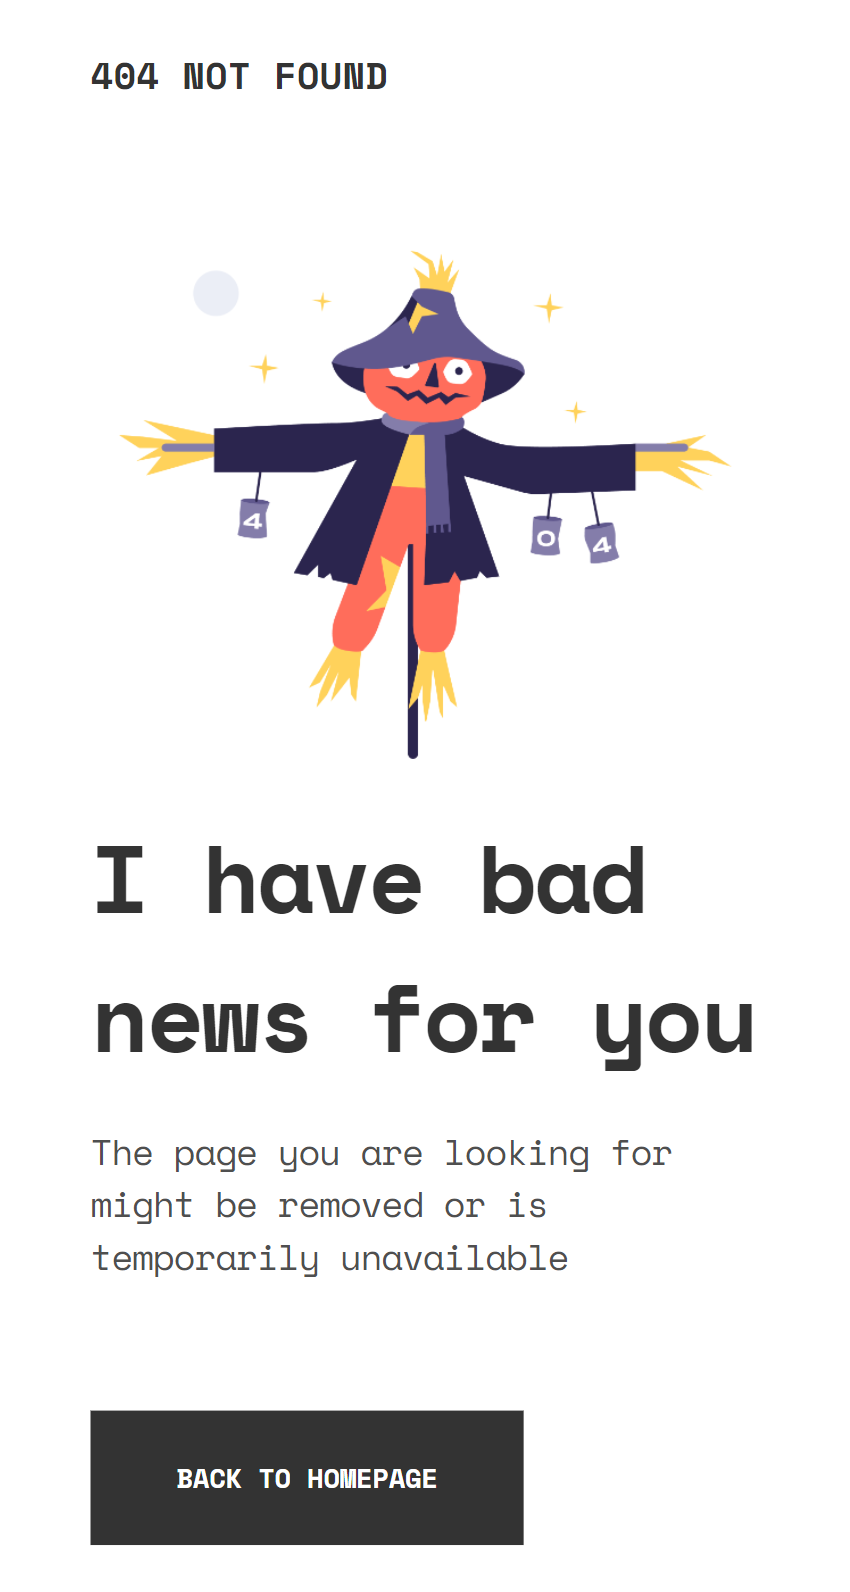 404 NOT FOUND
4 0 4
I have bad
news for you
The page you are looking for
might be removed or is
temporarily unavailable
BACK TO HOMEPAGE